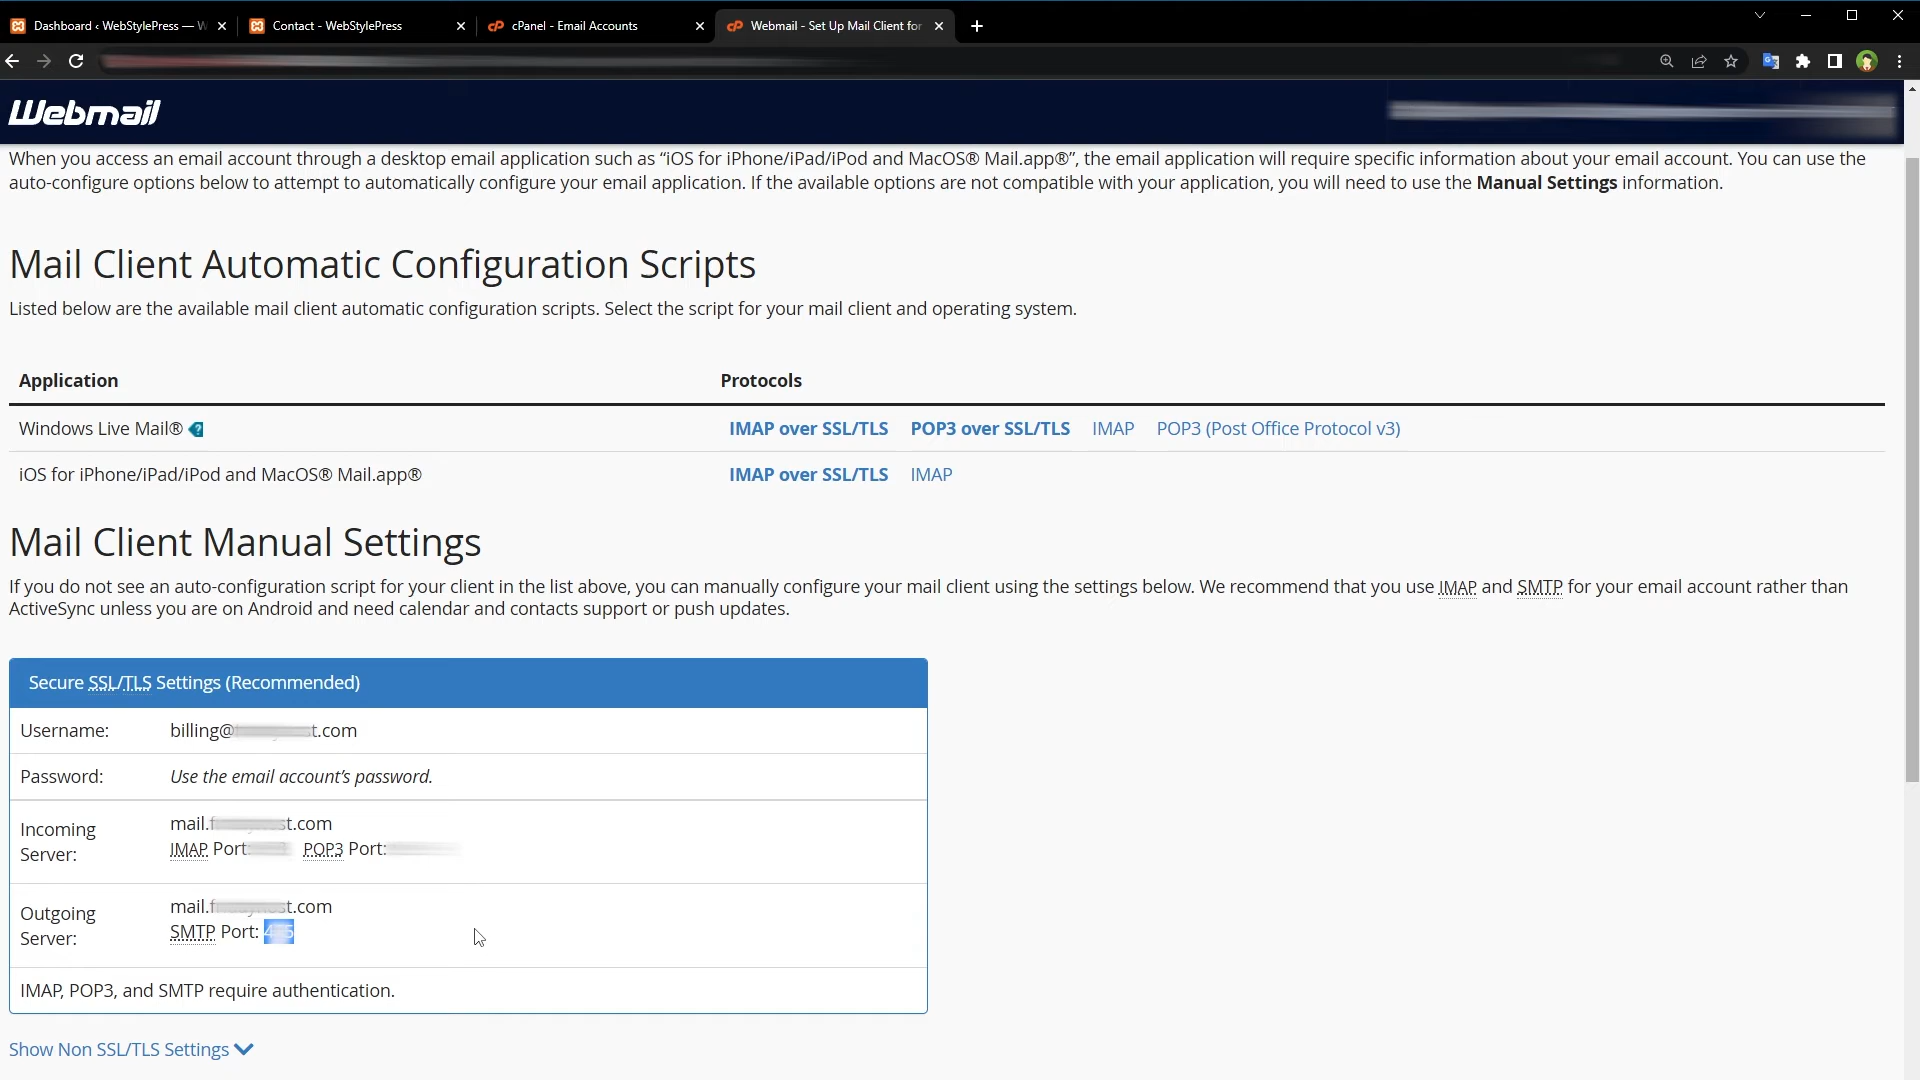 Dashboard ‹ WebStylePress — W
Contact - WebStylePress
cPanel - Email Accounts
Webmail - Set Up Mail Client for
Webmail
When you access an email account through a desktop email application such as “iOS for iPhone/iPad/iPod and MacOS® Mail.app®”, the email application will require specific information about your email account. You can use the
auto-configure options below to attempt to automatically configure your email application. If the available options are not compatible with your application, you will need to use the Manual Settings information.
Mail Client Automatic Configuration Scripts
Listed below are the available mail client automatic configuration scripts. Select the script for your mail client and operating system.
Application Protocols
Windows Live Mail® IMAP over SSL/TLS POP3 over SSL/TLS IMAP POP3 (Post Office Protocol v3)
iOS for iPhone/iPad/iPod and MacOS® Mail.app® IMAP over SSL/TLS IMAP
Mail Client Manual Settings
If you do not see an auto-configuration script for your client in the list above, you can manually configure your mail client using the settings below. We recommend that you use IMAP and SMTP for your email account rather than
ActiveSync unless you are on Android and need calendar and contacts support or push updates.
Secure SSL/TLS Settings (Recommended)
Username: billing@ t.com
Password: Use the email account’s password.
Incoming
Server:
mail. t.com
IMAP Port: POP3 Port:
Outgoing
Server:
mail. st.com
SMTP Port:
IMAP, POP3, and SMTP require authentication.
Show Non SSL/TLS Settings